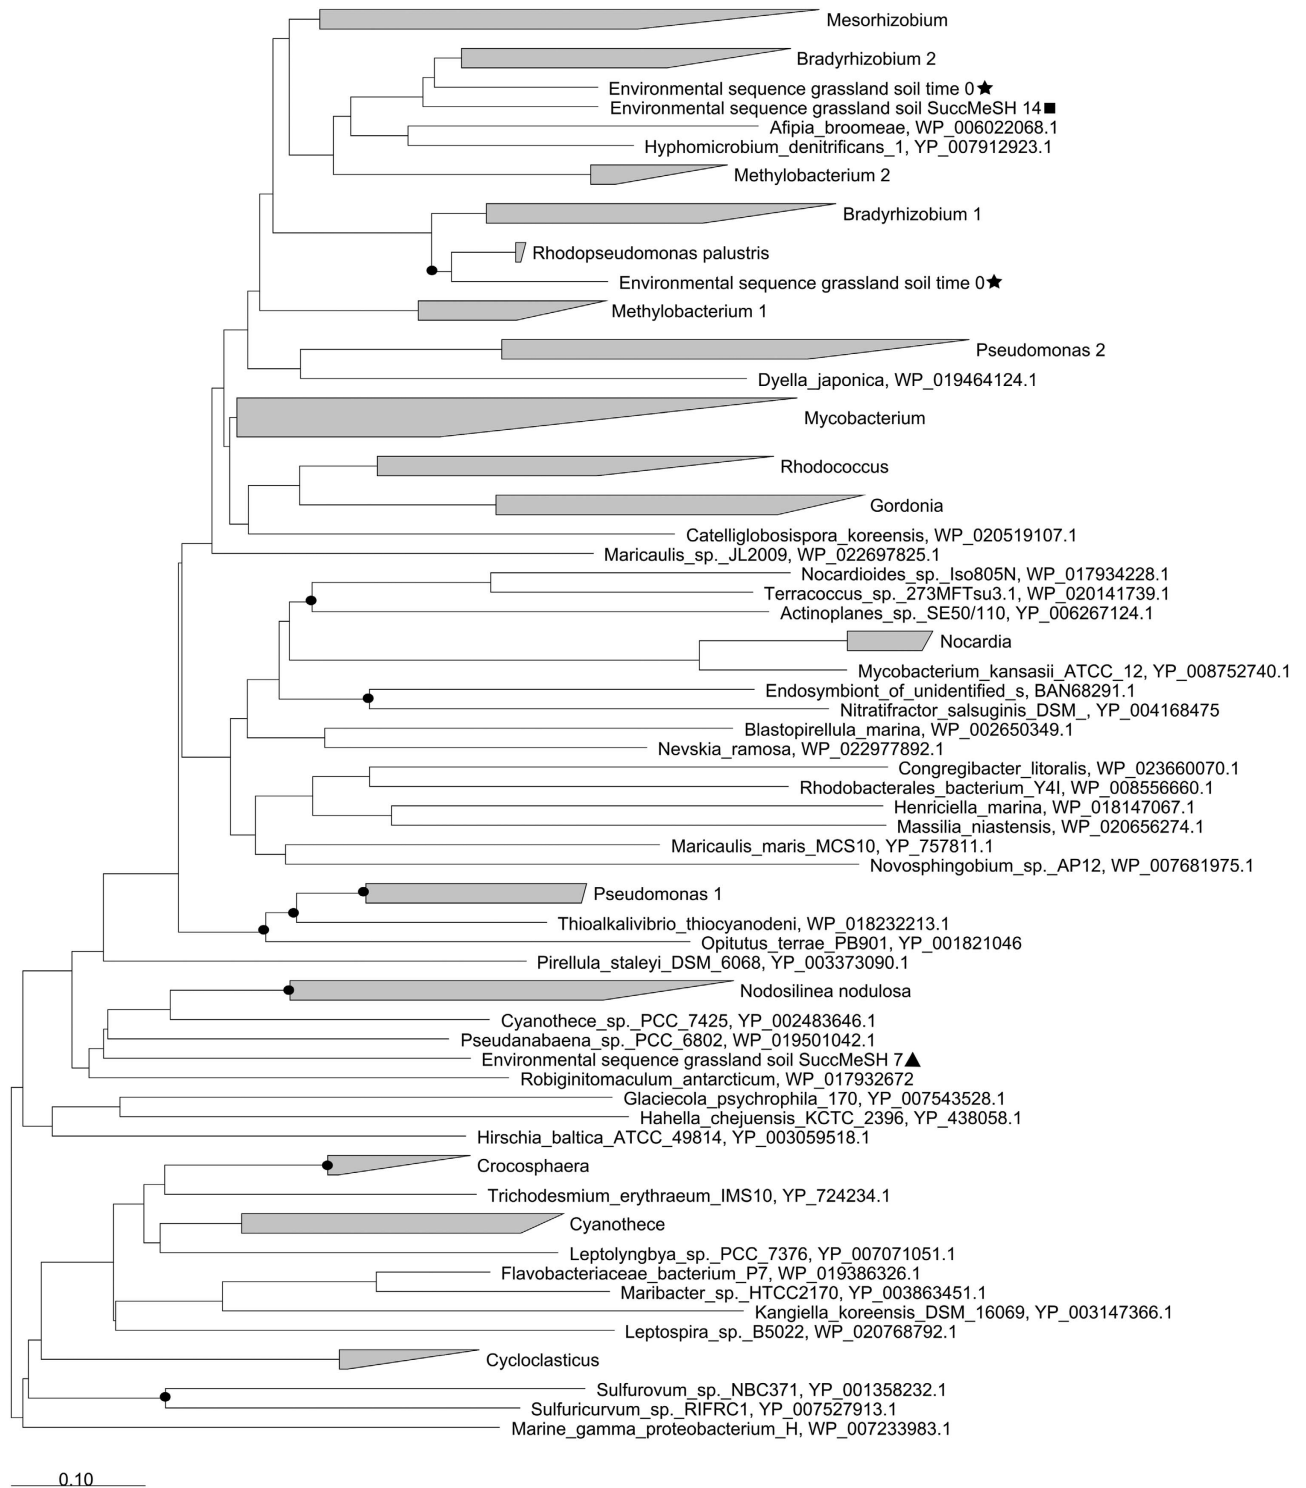 Mesorhizobium
Bradyrhizobium 2
Environmental sequence grassland soil time 0★
Environmental sequence grassland soil SuccMeSH 14■
Afipia_broomeae, WP_006022068.1
Hyphomicrobium_denitrificans_1, YP_007912923.1
Methylobacterium 2
Bradyrhizobium 1
Rhodopseudomonas palustris
Environmental sequence grassland soil time 0★
Methylobacterium 1
Pseudomonas 2
Dyella_japonica, WP_019464124.1
Mycobacterium
Rhodococcus
Gordonia
Catelliglobosispora_koreensis, WP_020519107.1
Maricaulis_sp._JL2009, WP_022697825.1
Nocardioides_sp._Iso805N, WP_017934228.1
Terracoccus_sp._273MFTsu3.1, WP_020141739.1
Actinoplanes_sp._SE50/110, YP_006267124.1
Nocardia
Mycobacterium_kansasii_ATCC_12, YP_008752740.1
Endosymbiont_of_unidentified_s, BAN68291.1
Nitratifractor_salsuginis_DSM_, YP_004168475
Blastopirellula_marina, WP_002650349.1
Nevskia_ramosa, WP_022977892.1
Congregibacter_litoralis, WP_023660070.1
Rhodobacterales_bacterium_Y4I, WP_008556660.1
Henriciella_marina, WP_018147067.1
Massilia_niastensis, WP_020656274.1
Maricaulis_maris_MCS10, YP_757811.1
Novosphingobium_sp._AP12, WP_007681975.1
Pseudomonas 1
Thioalkalivibrio_thiocyanodeni, WP_018232213.1
Opitutus_terrae_PB901, YP_001821046
Pirellula_staleyi_DSM_6068, YP_003373090.1
Nodosilinea nodulosa
Cyanothece_sp._PCC_7425, YP_002483646.1
Pseudanabaena_sp._PCC_6802, WP_019501042.1
Environmental sequence grassland soil SuccMeSH 7▲
Robiginitomaculum_antarcticum, WP_017932672
Glaciecola_psychrophila_170, YP_007543528.1
Hahella_chejuensis_KCTC_2396, YP_438058.1
Hirschia_baltica_ATCC_49814, YP_003059518.1
Crocosphaera
Trichodesmium_erythraeum_IMS10, YP_724234.1
Cyanothece
Leptolyngbya_sp._PCC_7376, YP_007071051.1
Flavobacteriaceae_bacterium_P7, WP_019386326.1
Maribacter_sp._HTCC2170, YP_003863451.1
Kangiella_koreensis_DSM_16069, YP_003147366.1
Leptospira_sp._B5022, WP_020768792.1
Cycloclasticus
Sulfurovum_sp._NBC371, YP_001358232.1
Sulfuricurvum_sp._RIFRC1, YP_007527913.1
Marine_gamma_proteobacterium_H, WP_007233983.1
0.10